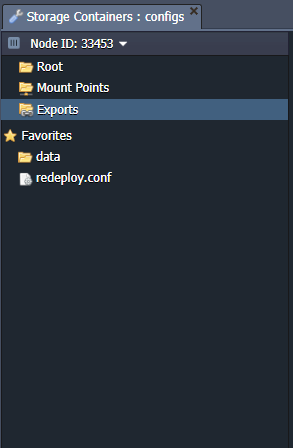 Storage Containers : configs
Node ID: 33453
Root
Mount Points
Exports
Favorites
data
redeploy.conf